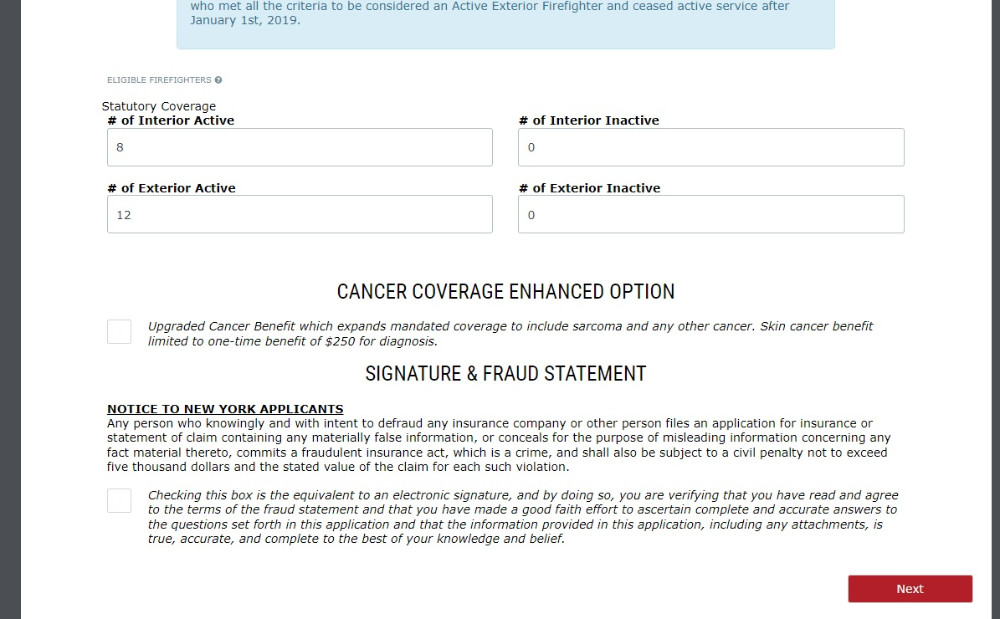 who met all the criteria to be considered an Active Exterior Firefighter and ceased active service after
January 1st, 2019.
ELIGIBLE FIREFIGHTERS
Statutory Coverage
# of Interior Active
# of Interior Inactive
8
0
# of Exterior Active
# of Exterior Inactive
12
0
CANCER COVERAGE ENHANCED OPTION
Upgraded Cancer Benefit which expands mandated coverage to include sarcoma and any other cancer. Skin cancer benefit
limited to one-time benefit of $250 for diagnosis.
SIGNATURE & FRAUD STATEMENT
NOTICE TO NEW YORK APPLICANTS
Any person who knowingly and with intent to defraud any insurance company or other person files an application for insurance or
statement of claim containing any materially false information, or conceals for the purpose of misleading information concerning any
fact material thereto, commits a fraudulent insurance act, which is a crime, and shall also be subject to a civil penalty not to exceed
five thousand dollars and the stated value of the claim for each such violation.
Checking this box is the equivalent to an electronic signature, and by doing so, you are verifying that you have read and agree
to the terms of the fraud statement and that you have made a good faith effort to ascertain complete and accurate answers to
the questions set forth in this application and that the information provided in this application, including any attachments, is
true, accurate, and complete to the best of your knowledge and belief.
Next